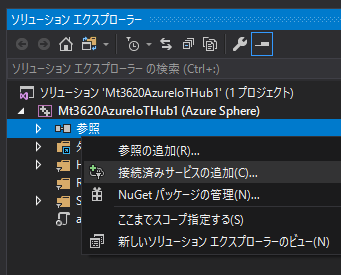 ソリューション エクスプローラー
ソリューション エクスプローラー の検索 (Ctrl+:)
ソリューション 'Mt3620AzureIoTHub1' (1 プロジェクト)
Mt3620AzureIoTHub1 (Azure Sphere)
参照
参照の追加(R)...
接続済みサービスの追加(C)...
NuGet パッケージの管理(N)...
ここまでスコープ指定する(S)
新しいソリューション エクスプローラーのビュー(N)